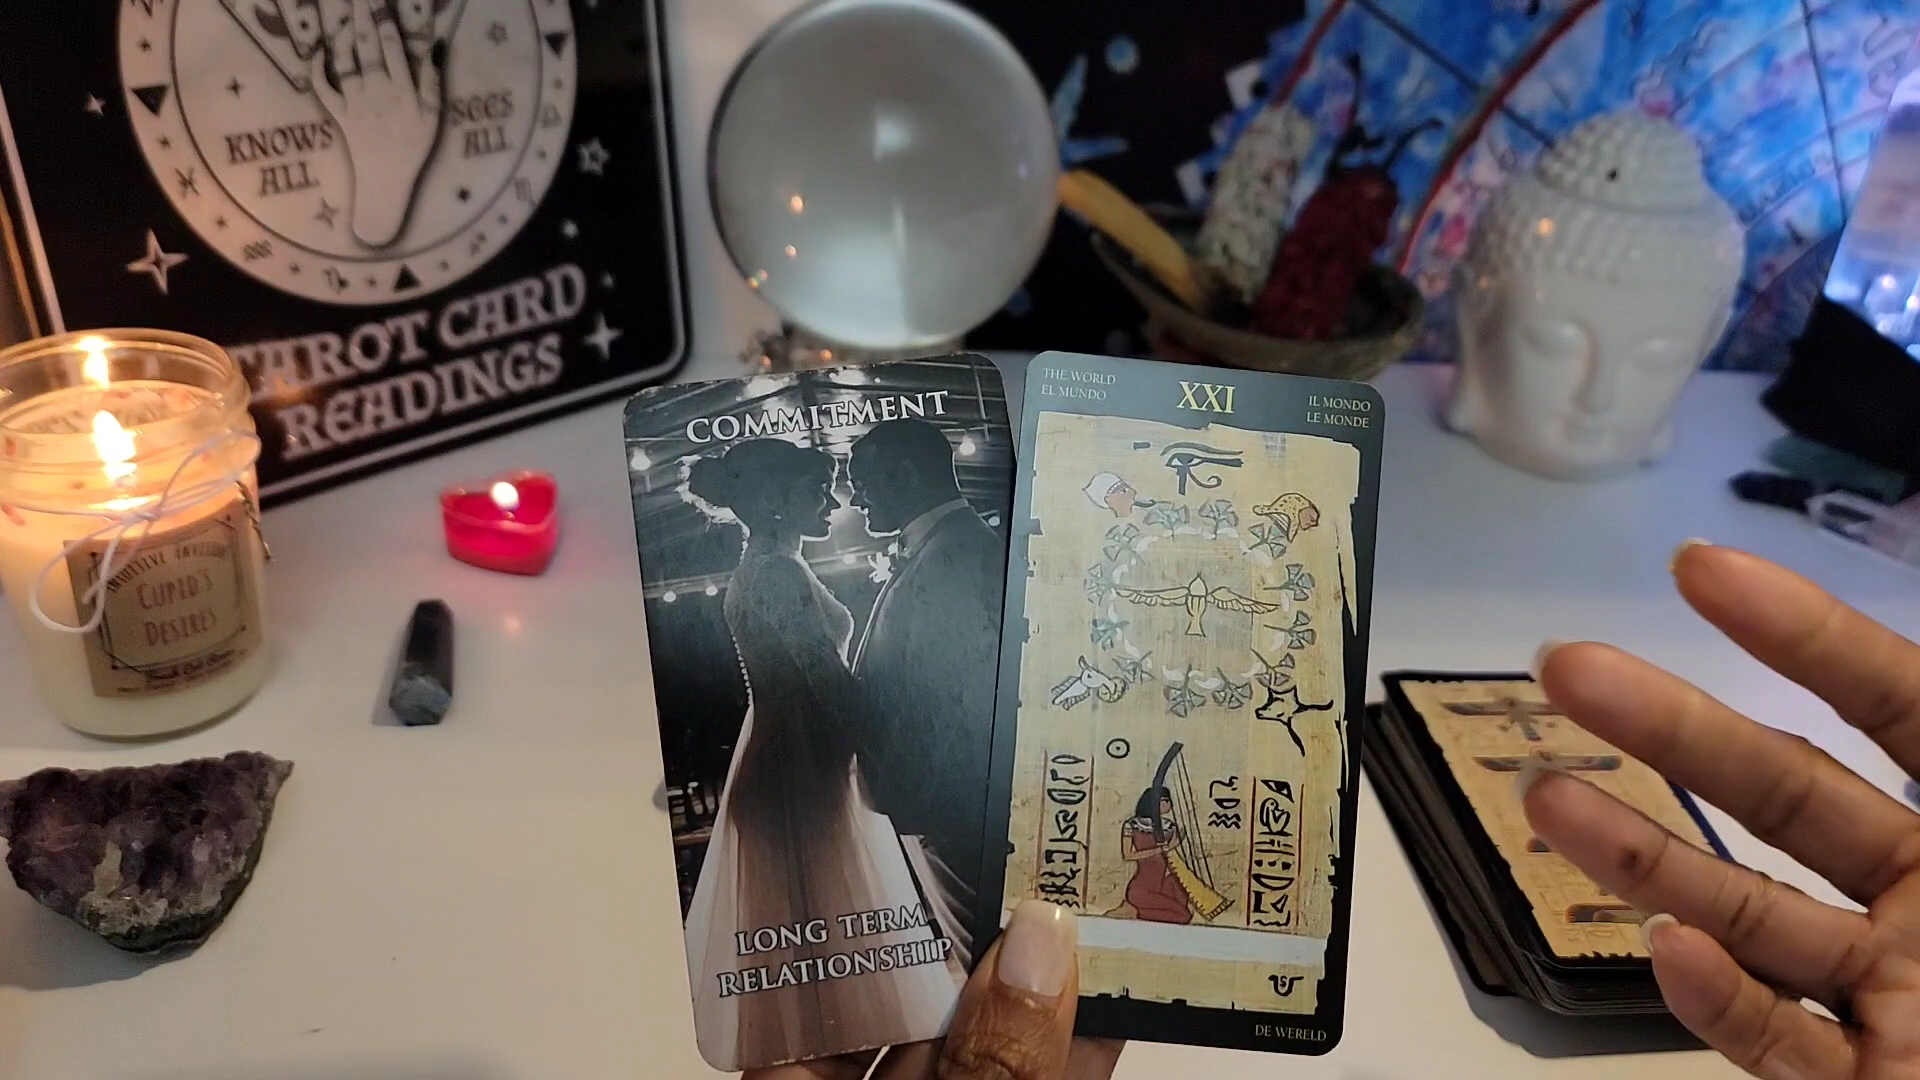 KNOWS
ALL
SEES
ALL
TAROT CARD
READINGS
CUPID'S
DESIRES
COMMITMENT
LONG TERM
RELATIONSHIP
THE WORLD
EL MUNDO
XXI
IL MONDO
LE MONDE
DE WERELD